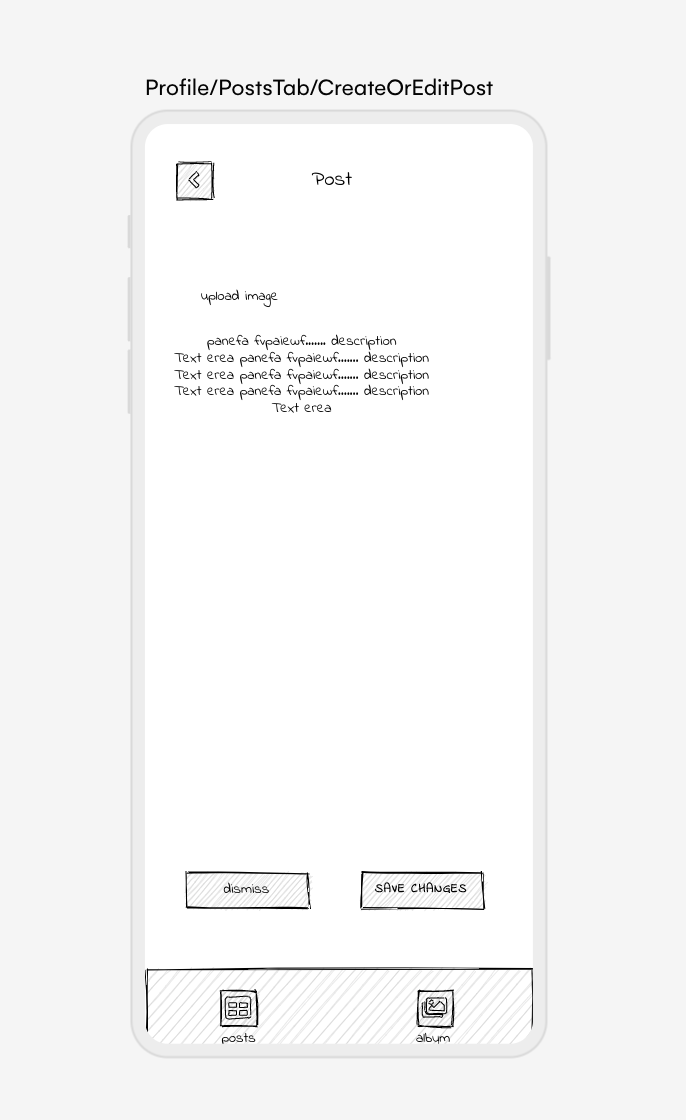 Profile/PostsTab/CreateOrEditPost
Post
upload image
panefa fvpaiewf....... description
Text erea panefa fvpaiewf....... description
Text erea panefa fvpaiewf....... description
Text erea panefa fvpaiewf....... description
Text erea
dismiss
SAVE CHANGES
posts
album